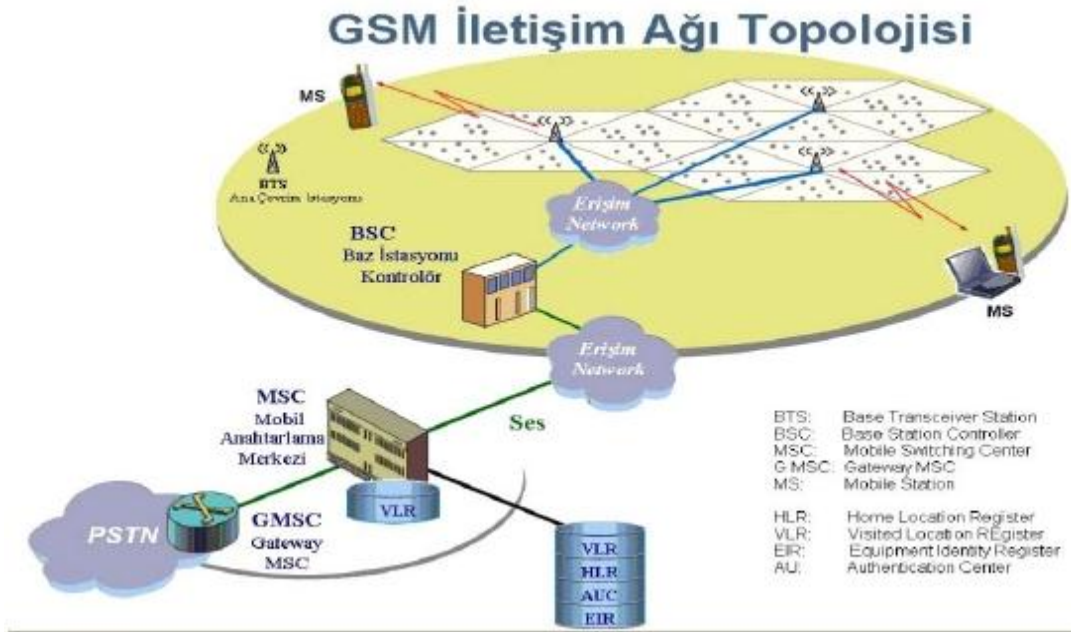 GSM İletişim Ağı Topolojisi
MS
BTS
Ana Çevrim İstasyonu
Erişim
Network
BSC
Baz İstasyonu
Kontrolör
MS
Erişim
Network
MSC
Mobil
Anahtarlama
Merkezi
Ses
VLR
PSTN
GMSC
Gateway
MSC
VLR
HLR
AUC
EIR
BTS: Base Transceiver Station
BSC: Base Station Controller
MSC: Mobile Switching Center
G MSC: Gateway MSC
MS: Mobile Station
HLR: Home Location Register
VLR: Visited Location REgister
EIR: Equipment Identity Register
AU: Authentication Center